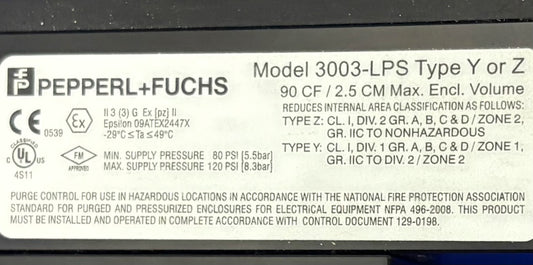 PEPPERL+FUCHS
Model 3003-LPS Type Y or Z
90 CF / 2.5 CM Max. Encl. Volume
REDUCES INTERNAL AREA CLASSIFICATION AS FOLLOWS:
TYPE Z: CL. I, DIV. 2 GR. A, B, C & D / ZONE 2,
GR. IIC TO NONHAZARDOUS
TYPE Y: CL. I, DIV. 1 GR. A, B, C & D / ZONE 1,
GR. IIC TO DIV. 2 / ZONE 2
CE 0539
Ex
II 3 (3) G Ex [pz] II
Epsilon 09ATEX2447X
-29°C ≤ Ta ≤ 49°C
UL US
4S11
FM
APPROVED
MIN. SUPPLY PRESSURE 80 PSI [5.5bar]
MAX. SUPPLY PRESSURE 120 PSI [8.3bar]
PURGE CONTROL FOR USE IN HAZARDOUS LOCATIONS IN ACCORDANCE WITH THE NATIONAL FIRE PROTECTION ASSOCIATION
STANDARD FOR PURGED AND PRESSURIZED ENCLOSURES FOR ELECTRICAL EQUIPMENT NFPA 496-2008. THIS PRODUCT
MUST BE INSTALLED AND OPERATED IN COMPLETE ACCORDANCE WITH CONTROL DOCUMENT 129-0198.